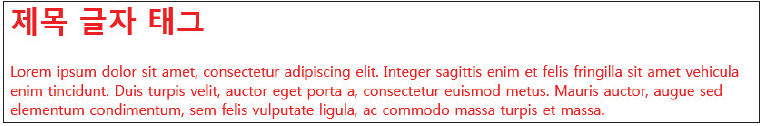 제목 글자 태그
Lorem ipsum dolor sit amet, consectetur adipiscing elit. Integer sagittis enim et felis fringilla sit amet vehicula
enim tincidunt. Duis turpis velit, auctor eget porta a, consectetur euismod metus. Mauris auctor, augue sed
elementum condimentum, sem felis vulputate ligula, ac commodo massa turpis et massa.